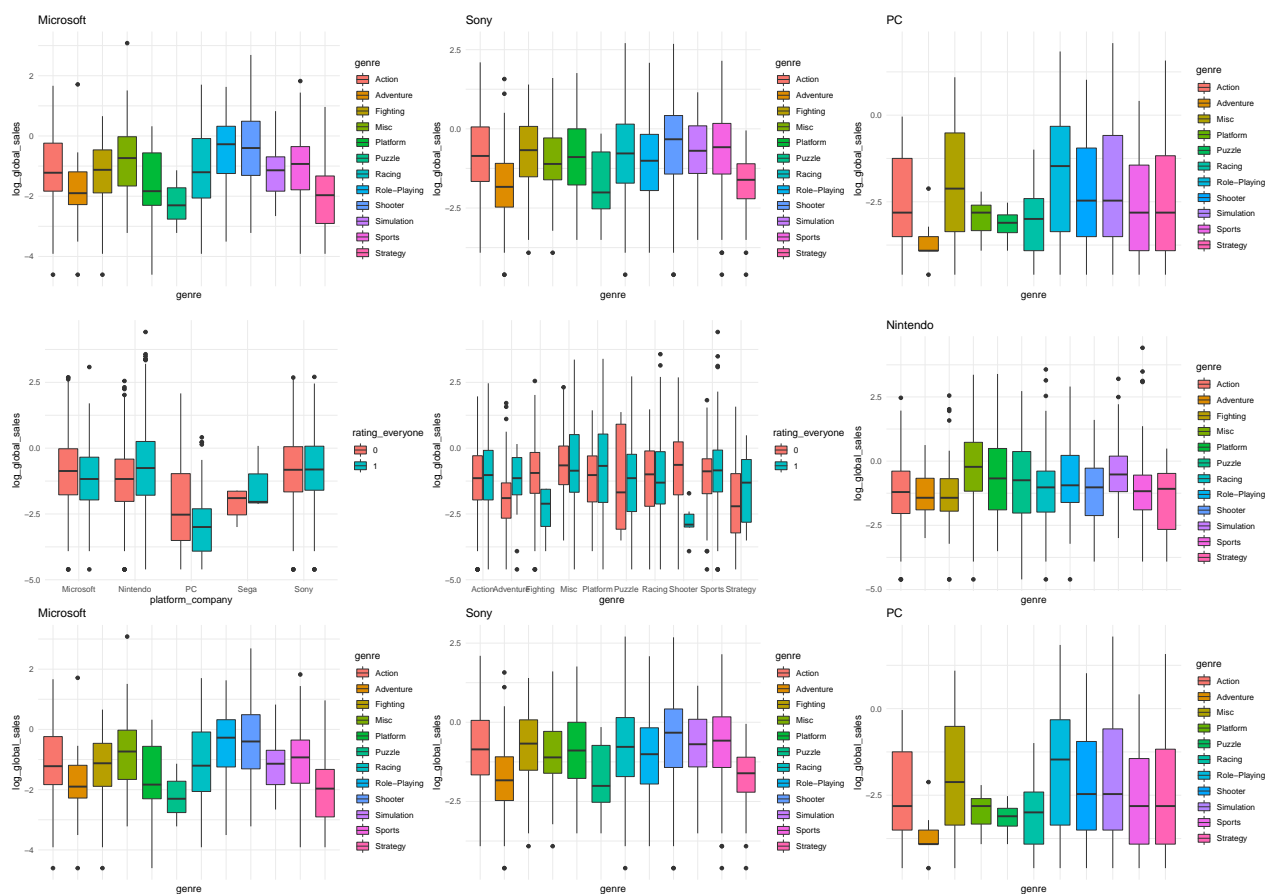 Microsoft
log_global_sales
2
0
−2
−4
genre
genre
Action
Adventure
Fighting
Misc
Platform
Puzzle
Racing
Role−Playing
Shooter
Simulation
Sports
Strategy
Sony
log_global_sales
2.5
0.0
−2.5
genre
genre
Action
Adventure
Fighting
Misc
Platform
Puzzle
Racing
Role−Playing
Shooter
Simulation
Sports
Strategy
PC
log_global_sales
0.0
−2.5
genre
genre
Action
Adventure
Misc
Platform
Puzzle
Racing
Role−Playing
Shooter
Simulation
Sports
Strategy
log_global_sales
2.5
0.0
−2.5
−5.0
Microsoft Nintendo PC Sega Sony
platform_company
rating_everyone
0
1
log_global_sales
2.5
0.0
−2.5
−5.0
Action Adventure Fighting Misc Platform Puzzle Racing Shooter Sports Strategy
genre
rating_everyone
0
1
Nintendo
log_global_sales
2.5
0.0
−2.5
−5.0
genre
genre
Action
Adventure
Fighting
Misc
Platform
Puzzle
Racing
Role−Playing
Shooter
Simulation
Sports
Strategy
Microsoft
log_global_sales
2
0
−2
−4
genre
genre
Action
Adventure
Fighting
Misc
Platform
Puzzle
Racing
Role−Playing
Shooter
Simulation
Sports
Strategy
Sony
log_global_sales
2.5
0.0
−2.5
genre
genre
Action
Adventure
Fighting
Misc
Platform
Puzzle
Racing
Role−Playing
Shooter
Simulation
Sports
Strategy
PC
log_global_sales
0.0
−2.5
genre
genre
Action
Adventure
Misc
Platform
Puzzle
Racing
Role−Playing
Shooter
Simulation
Sports
Strategy